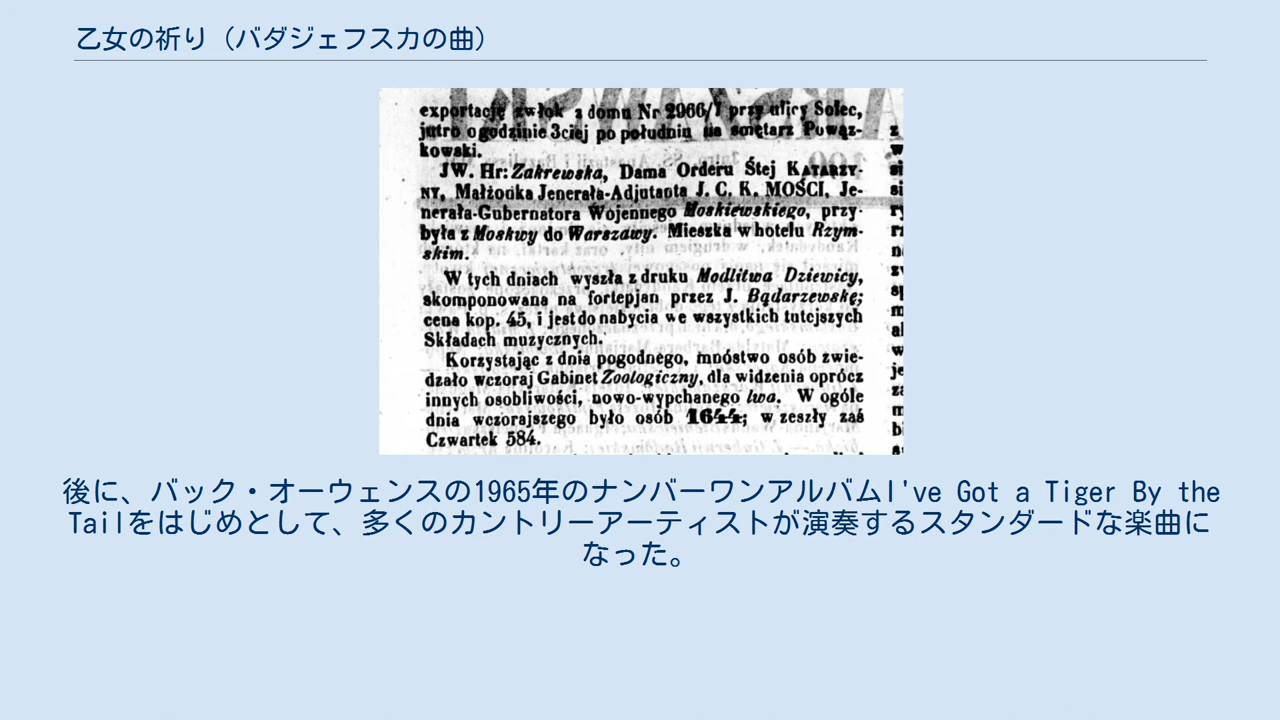 乙女の祈り（バダジェフスカの曲）
exportację zwłok z domu Nr 2966/7 przy ulicy Solec,
jutro o godzinie 3ciej po południu na smętarz Powąz-
kowski.
JW. Hr: Zakrewska, Dama Orderu Śtej KATARZY-
NY, Małżonka Jenerała-Adjutanta J. C. K. MOŚCI, Je-
nerała-Gubernatora Wojennego Moskiewskiego, przy-
była z Moskwy do Warszawy. Mieszka w hotelu Rzym-
skim.
W tych dniach wyszła z druku Modlitwa Dziewicy,
skomponowana na fortepjan przez J. Bądarzewskę;
cena kop. 45, i jest do nabycia we wszystkich tutejszych
Składach muzycznych.
Korzystając z dnia pogodnego, mnóstwo osób zwie-
dzało wczoraj Gabinet Zoologiczny, dla widzenia oprócz
innych osobliwości, nowo-wypchanego lwa. W ogóle
dnia wczorajszego było osób 1644; w zeszły zaś
Czwartek 584.
後に、バック・オーウェンスの1965年のナンバーワンアルバムI've Got a Tiger By the
Tailをはじめとして、多くのカントリーアーティストが演奏するスタンダードな楽曲に
なった。